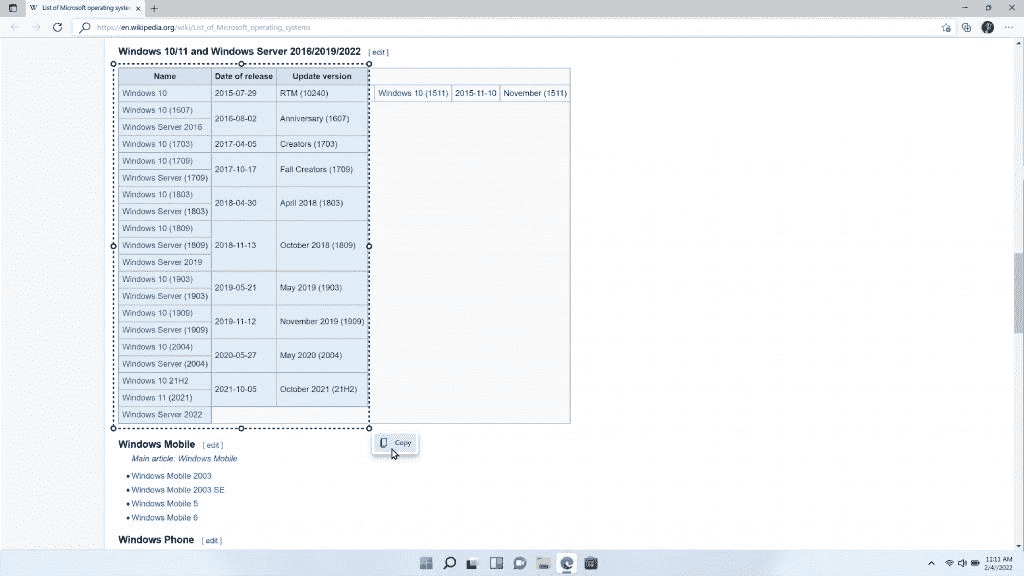 List of Microsoft operating system
https://en.wikipedia.org/wiki/List_of_Microsoft_operating_systems
Windows 10/11 and Windows Server 2016/2019/2022 [edit]
Name Date of release Update version
Windows 10 2015-07-29 RTM (10240) Windows 10 (1511) 2015-11-10 November (1511)
Windows 10 (1607) 2016-08-02 Anniversary (1607)
Windows Server 2016
Windows 10 (1703) 2017-04-05 Creators (1703)
Windows 10 (1709) 2017-10-17 Fall Creators (1709)
Windows Server (1709)
Windows 10 (1803) 2018-04-30 April 2018 (1803)
Windows Server (1803)
Windows 10 (1809)
Windows Server (1809) 2018-11-13 October 2018 (1809)
Windows Server 2019
Windows 10 (1903) 2019-05-21 May 2019 (1903)
Windows Server (1903)
Windows 10 (1909) 2019-11-12 November 2019 (1909)
Windows Server (1909)
Windows 10 (2004) 2020-05-27 May 2020 (2004)
Windows Server (2004)
Windows 10 21H2 2021-10-05 October 2021 (21H2)
Windows 11 (2021)
Windows Server 2022
Copy
Windows Mobile [edit]
Main article: Windows Mobile
• Windows Mobile 2003
• Windows Mobile 2003 SE
• Windows Mobile 5
• Windows Mobile 6
Windows Phone [edit]
11:11 AM
2/4/2022